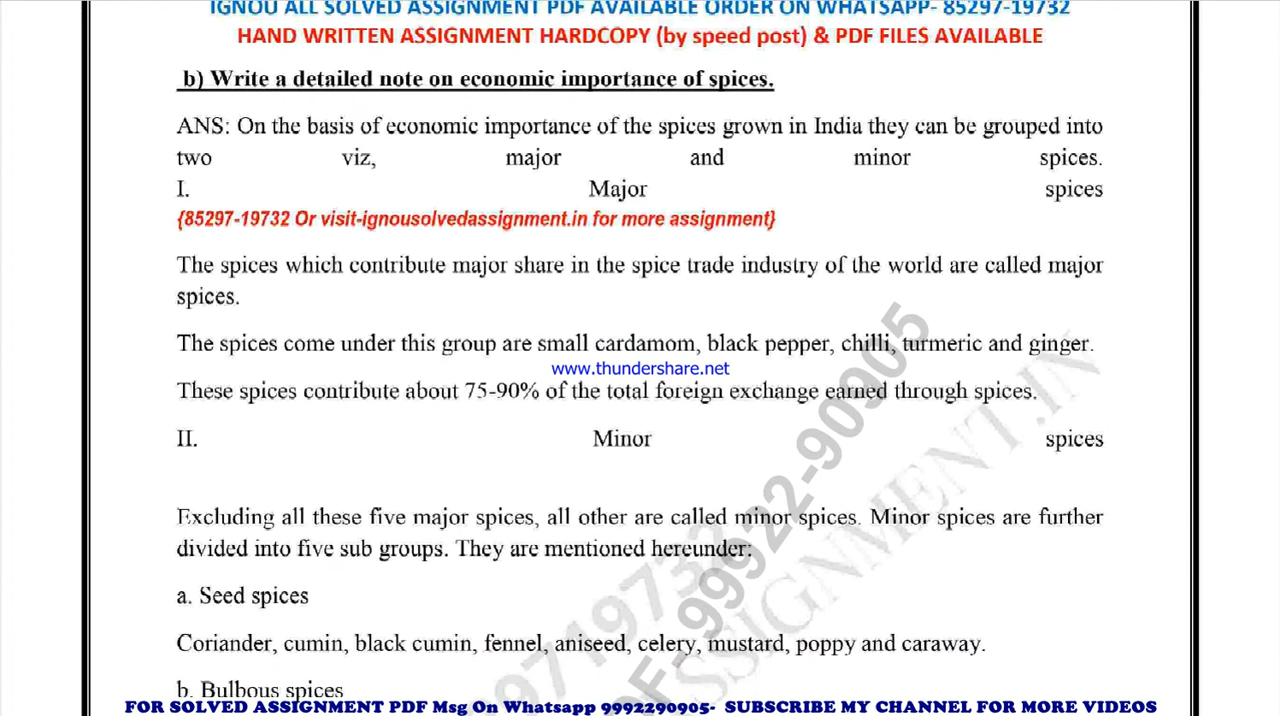 IGNOU ALL SOLVED ASSIGNMENT PDF AVAILABLE ORDER ON WHATSAPP- 85297-19732
HAND WRITTEN ASSIGNMENT HARDCOPY (by speed post) & PDF FILES AVAILABLE
b) Write a detailed note on economic importance of spices.
ANS: On the basis of economic importance of the spices grown in India they can be grouped into
two viz, major and minor spices.
I. Major spices
{85297-19732 Or visit-ignousolvedassignment.in for more assignment}
The spices which contribute major share in the spice trade industry of the world are called major
spices.
The spices come under this group are small cardamom, black pepper, chilli, turmeric and ginger.
www.thundershare.net
These spices contribute about 75-90% of the total foreign exchange earned through spices.
II. Minor spices
Excluding all these five major spices, all other are called minor spices. Minor spices are further
divided into five sub groups. They are mentioned hereunder:
a. Seed spices
Coriander, cumin, black cumin, fennel, aniseed, celery, mustard, poppy and caraway.
b. Bulbous spices
FOR SOLVED ASSIGNMENT PDF Msg On Whatsapp 9992290905- SUBSCRIBE MY CHANNEL FOR MORE VIDEOS
99922-90905